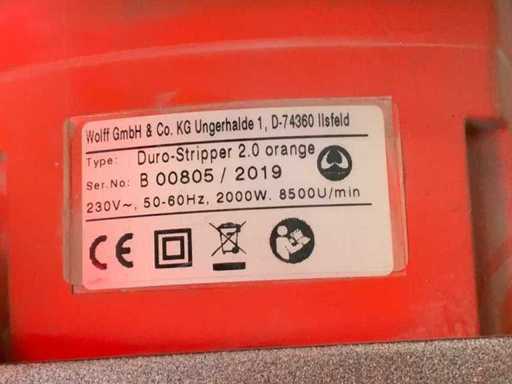 Wolff GmbH & Co. KG Ungerhalde 1, D-74360 Ilsfeld
Type: Duro-Stripper 2.0 orange
Ser.No: B 00805 / 2019
230V~, 50-60Hz, 2000W. 8500U/min
CE